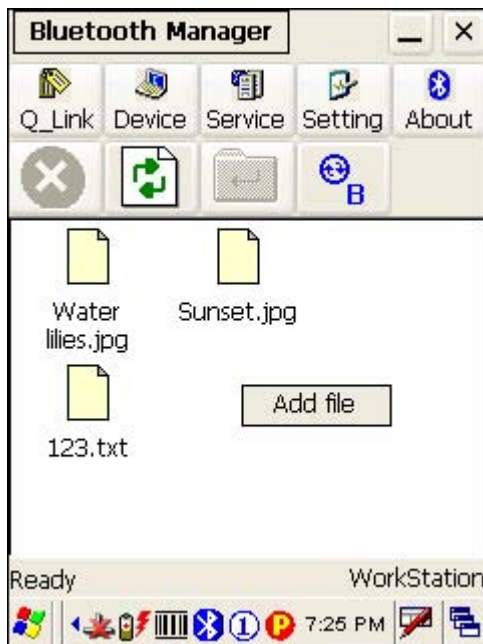 Bluetooth Manager
Q_Link Device Service Setting About
B
Water lilies.jpg
Sunset.jpg
123.txt
Add file
Ready WorkStation
1 P 7:25 PM